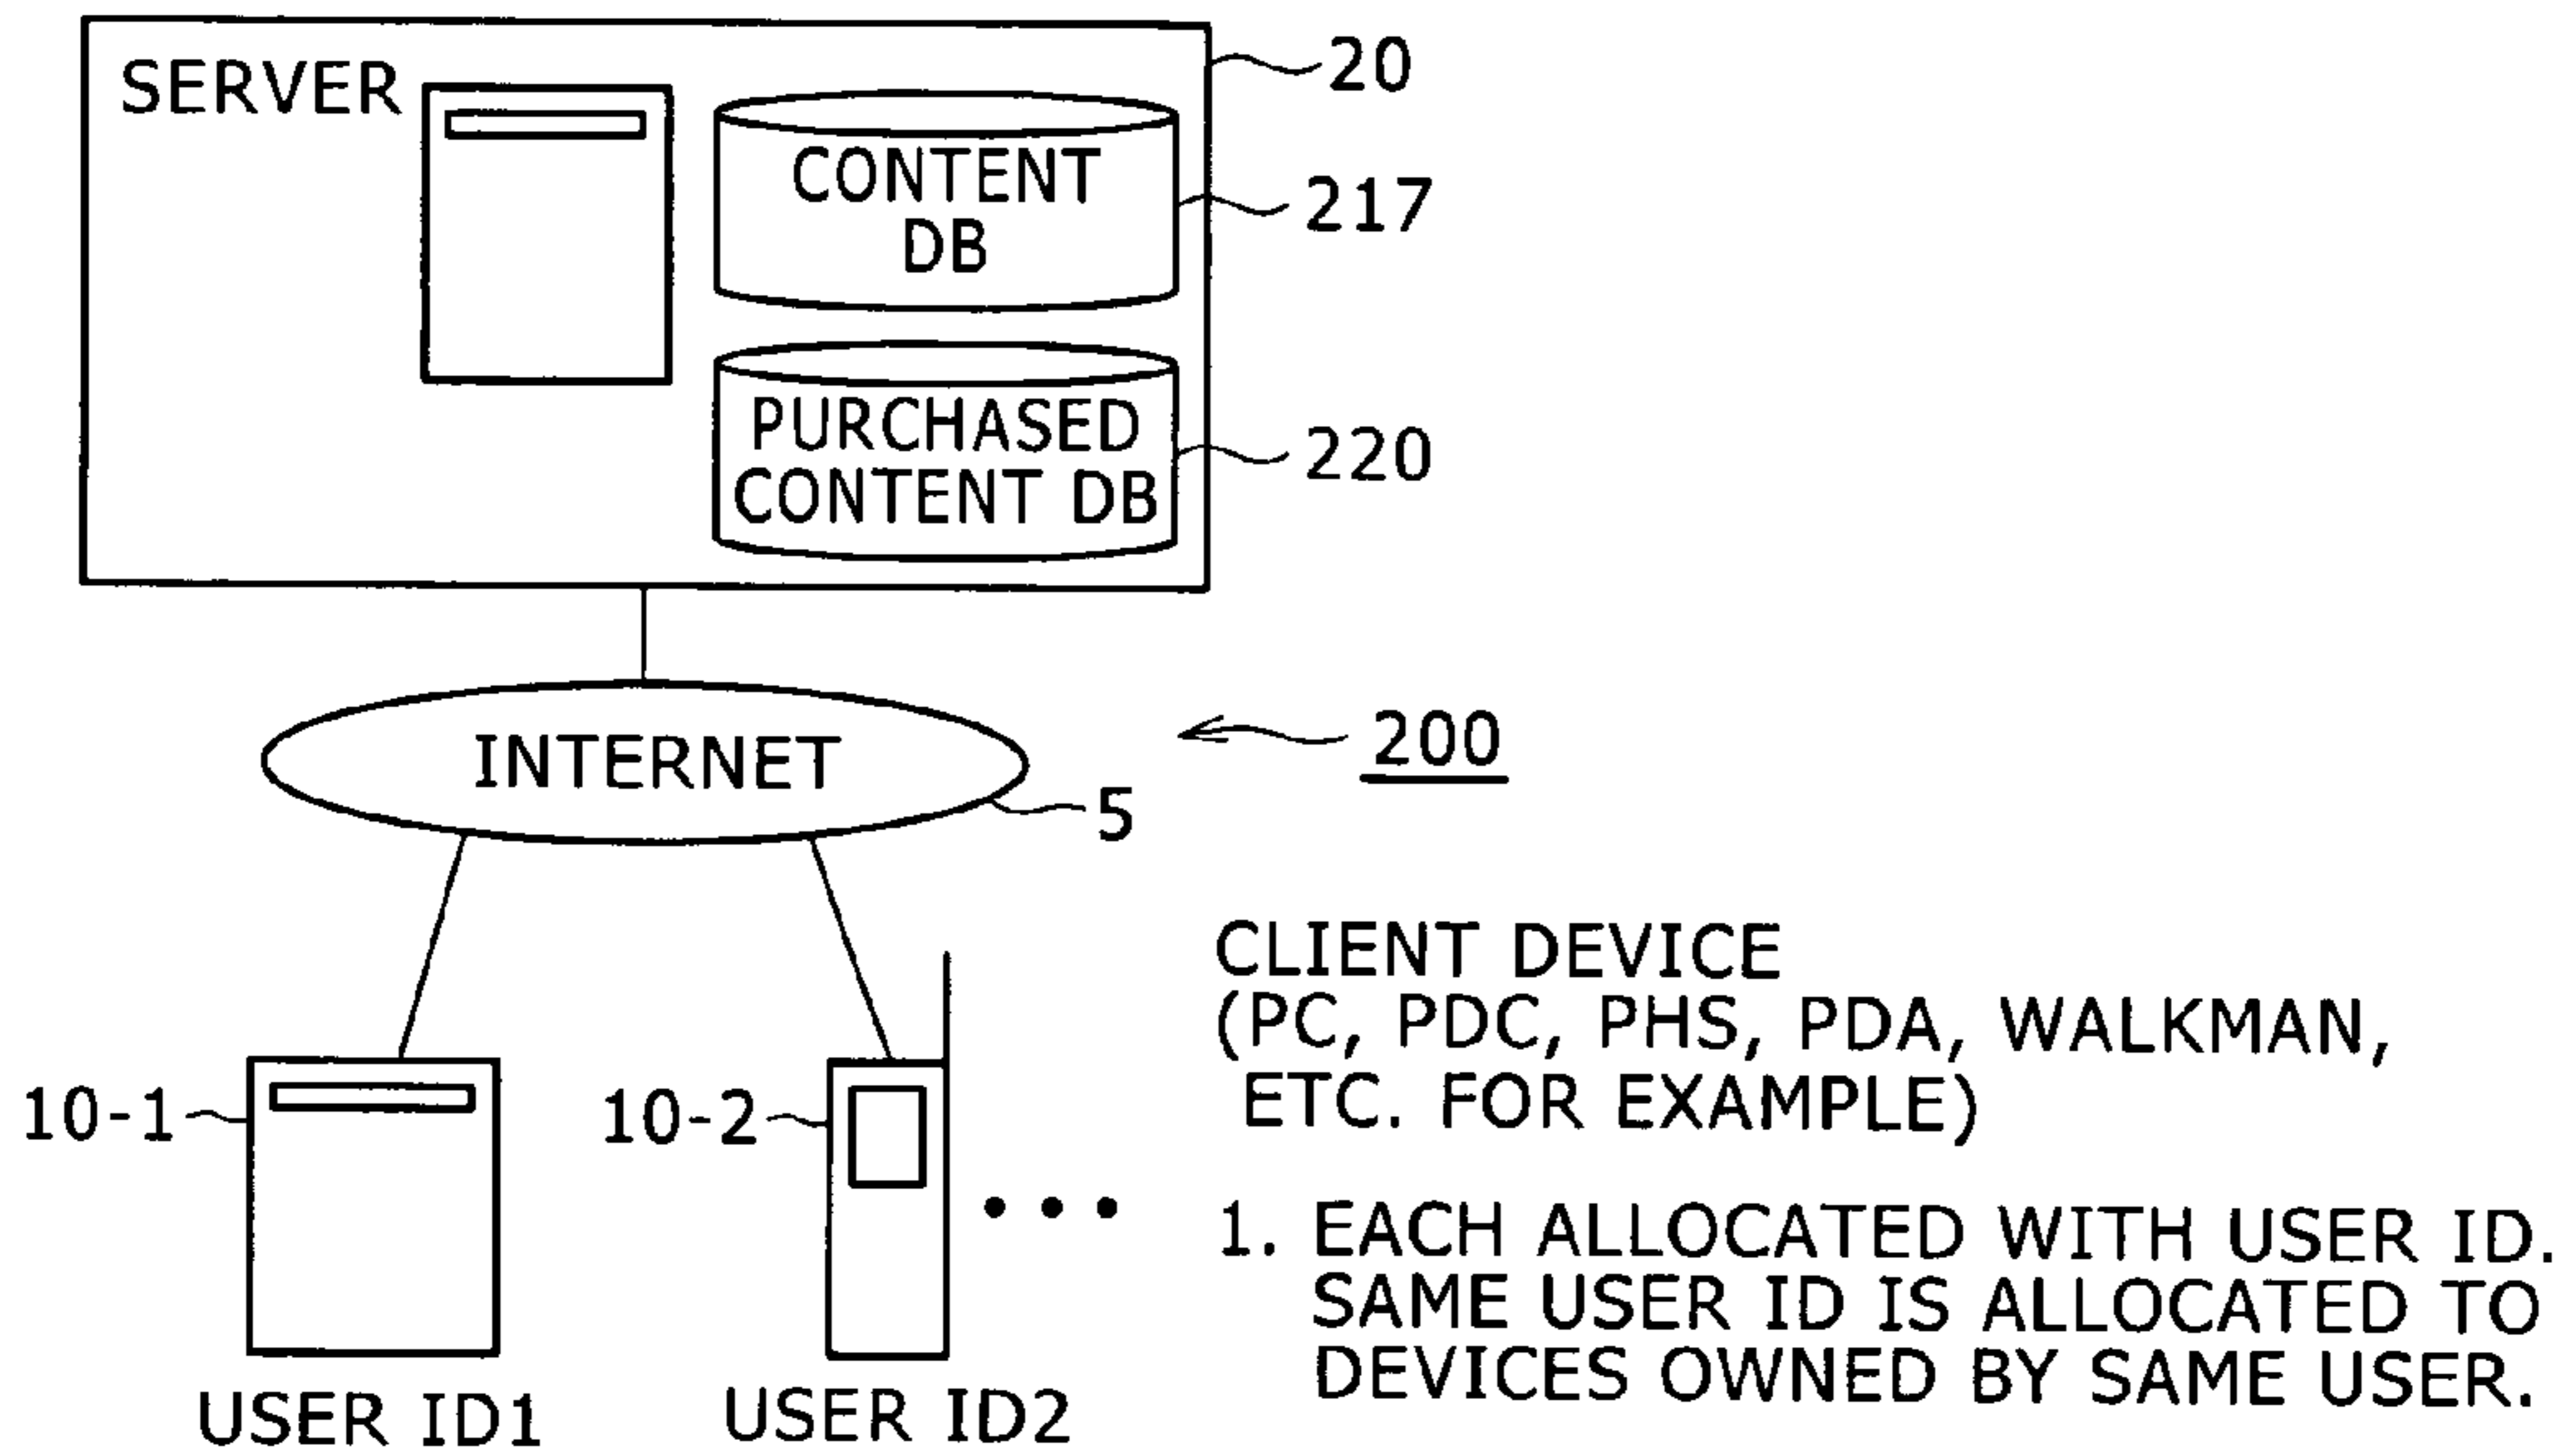 SERVER
20
CONTENT
DB
217
PURCHASED
CONTENT DB
220
INTERNET
200
5
CLIENT DEVICE
(PC, PDC, PHS, PDA, WALKMAN,
ETC. FOR EXAMPLE)
10-1
10-2
1. EACH ALLOCATED WITH USER ID.
SAME USER ID IS ALLOCATED TO
DEVICES OWNED BY SAME USER.
USER ID1
USER ID2